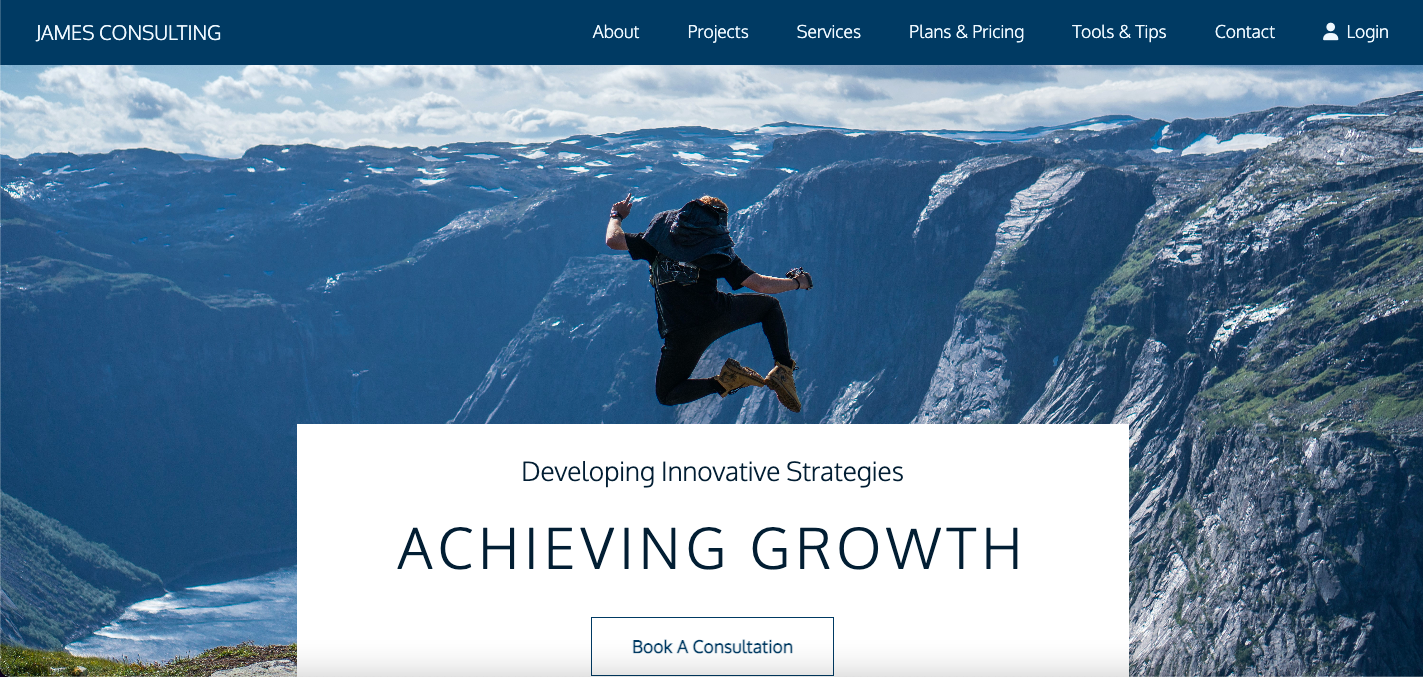 JAMES CONSULTING
About Projects Services Plans & Pricing Tools & Tips Contact Login
Developing Innovative Strategies
ACHIEVING GROWTH
Book A Consultation